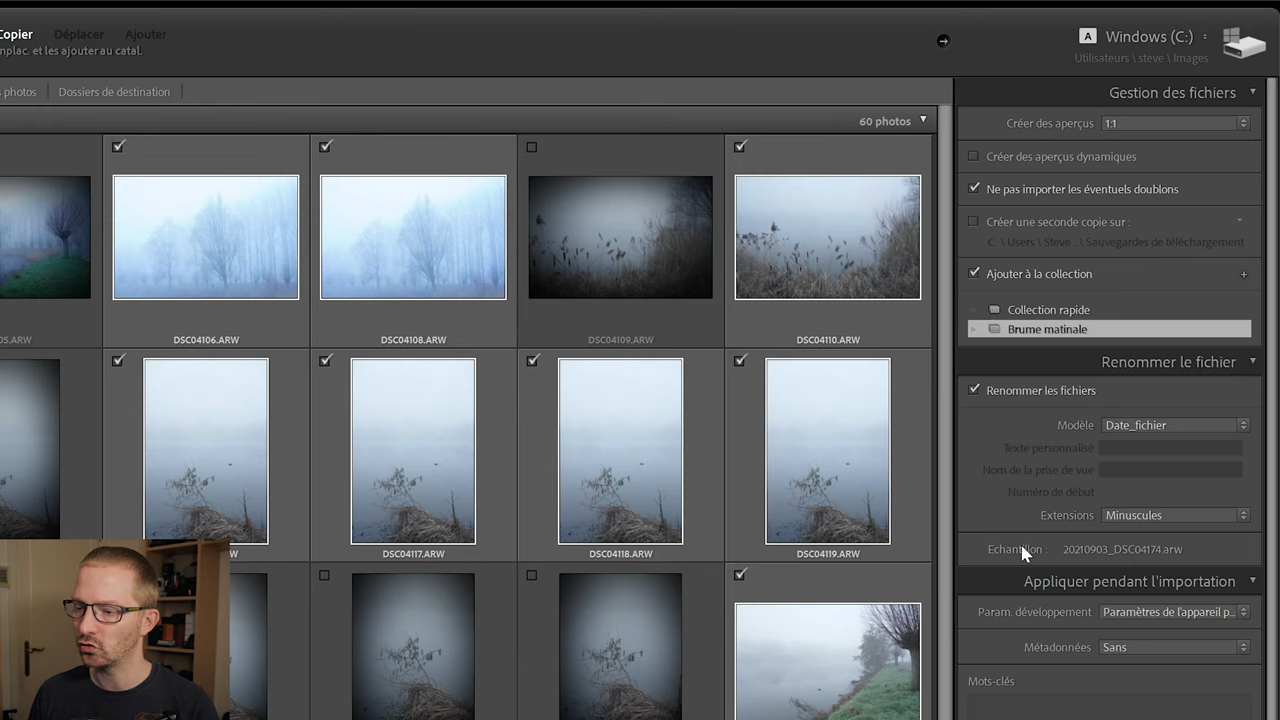 Copier Déplacer Ajouter
et les ajouter au catal.
A Windows (C:)
Utilisateurs \ steve \ Images
photos Dossiers de destination
60 photos
Gestion des fichiers
Créer des aperçus 1:1
Créer des aperçus dynamiques
Ne pas importer les éventuels doublons
Créer une seconde copie sur :
C: \ Users \ Steve ...\ Sauvegardes de téléchargement
Ajouter à la collection +
Collection rapide
Brume matinale
DSC04106.ARW DSC04108.ARW DSC04109.ARW DSC04110.ARW
Renommer le fichier
Renommer les fichiers
Modèle Date_fichier
Texte personnalisé
Nom de la prise de vue
Numéro de début
Extensions Minuscules
DSC04117.ARW DSC04118.ARW DSC04119.ARW
Echantillon : 20210903_DSC04174.arw
Appliquer pendant l'importation
Param. développement Paramètres de l'appareil p...
Métadonnées Sans
Mots-clés